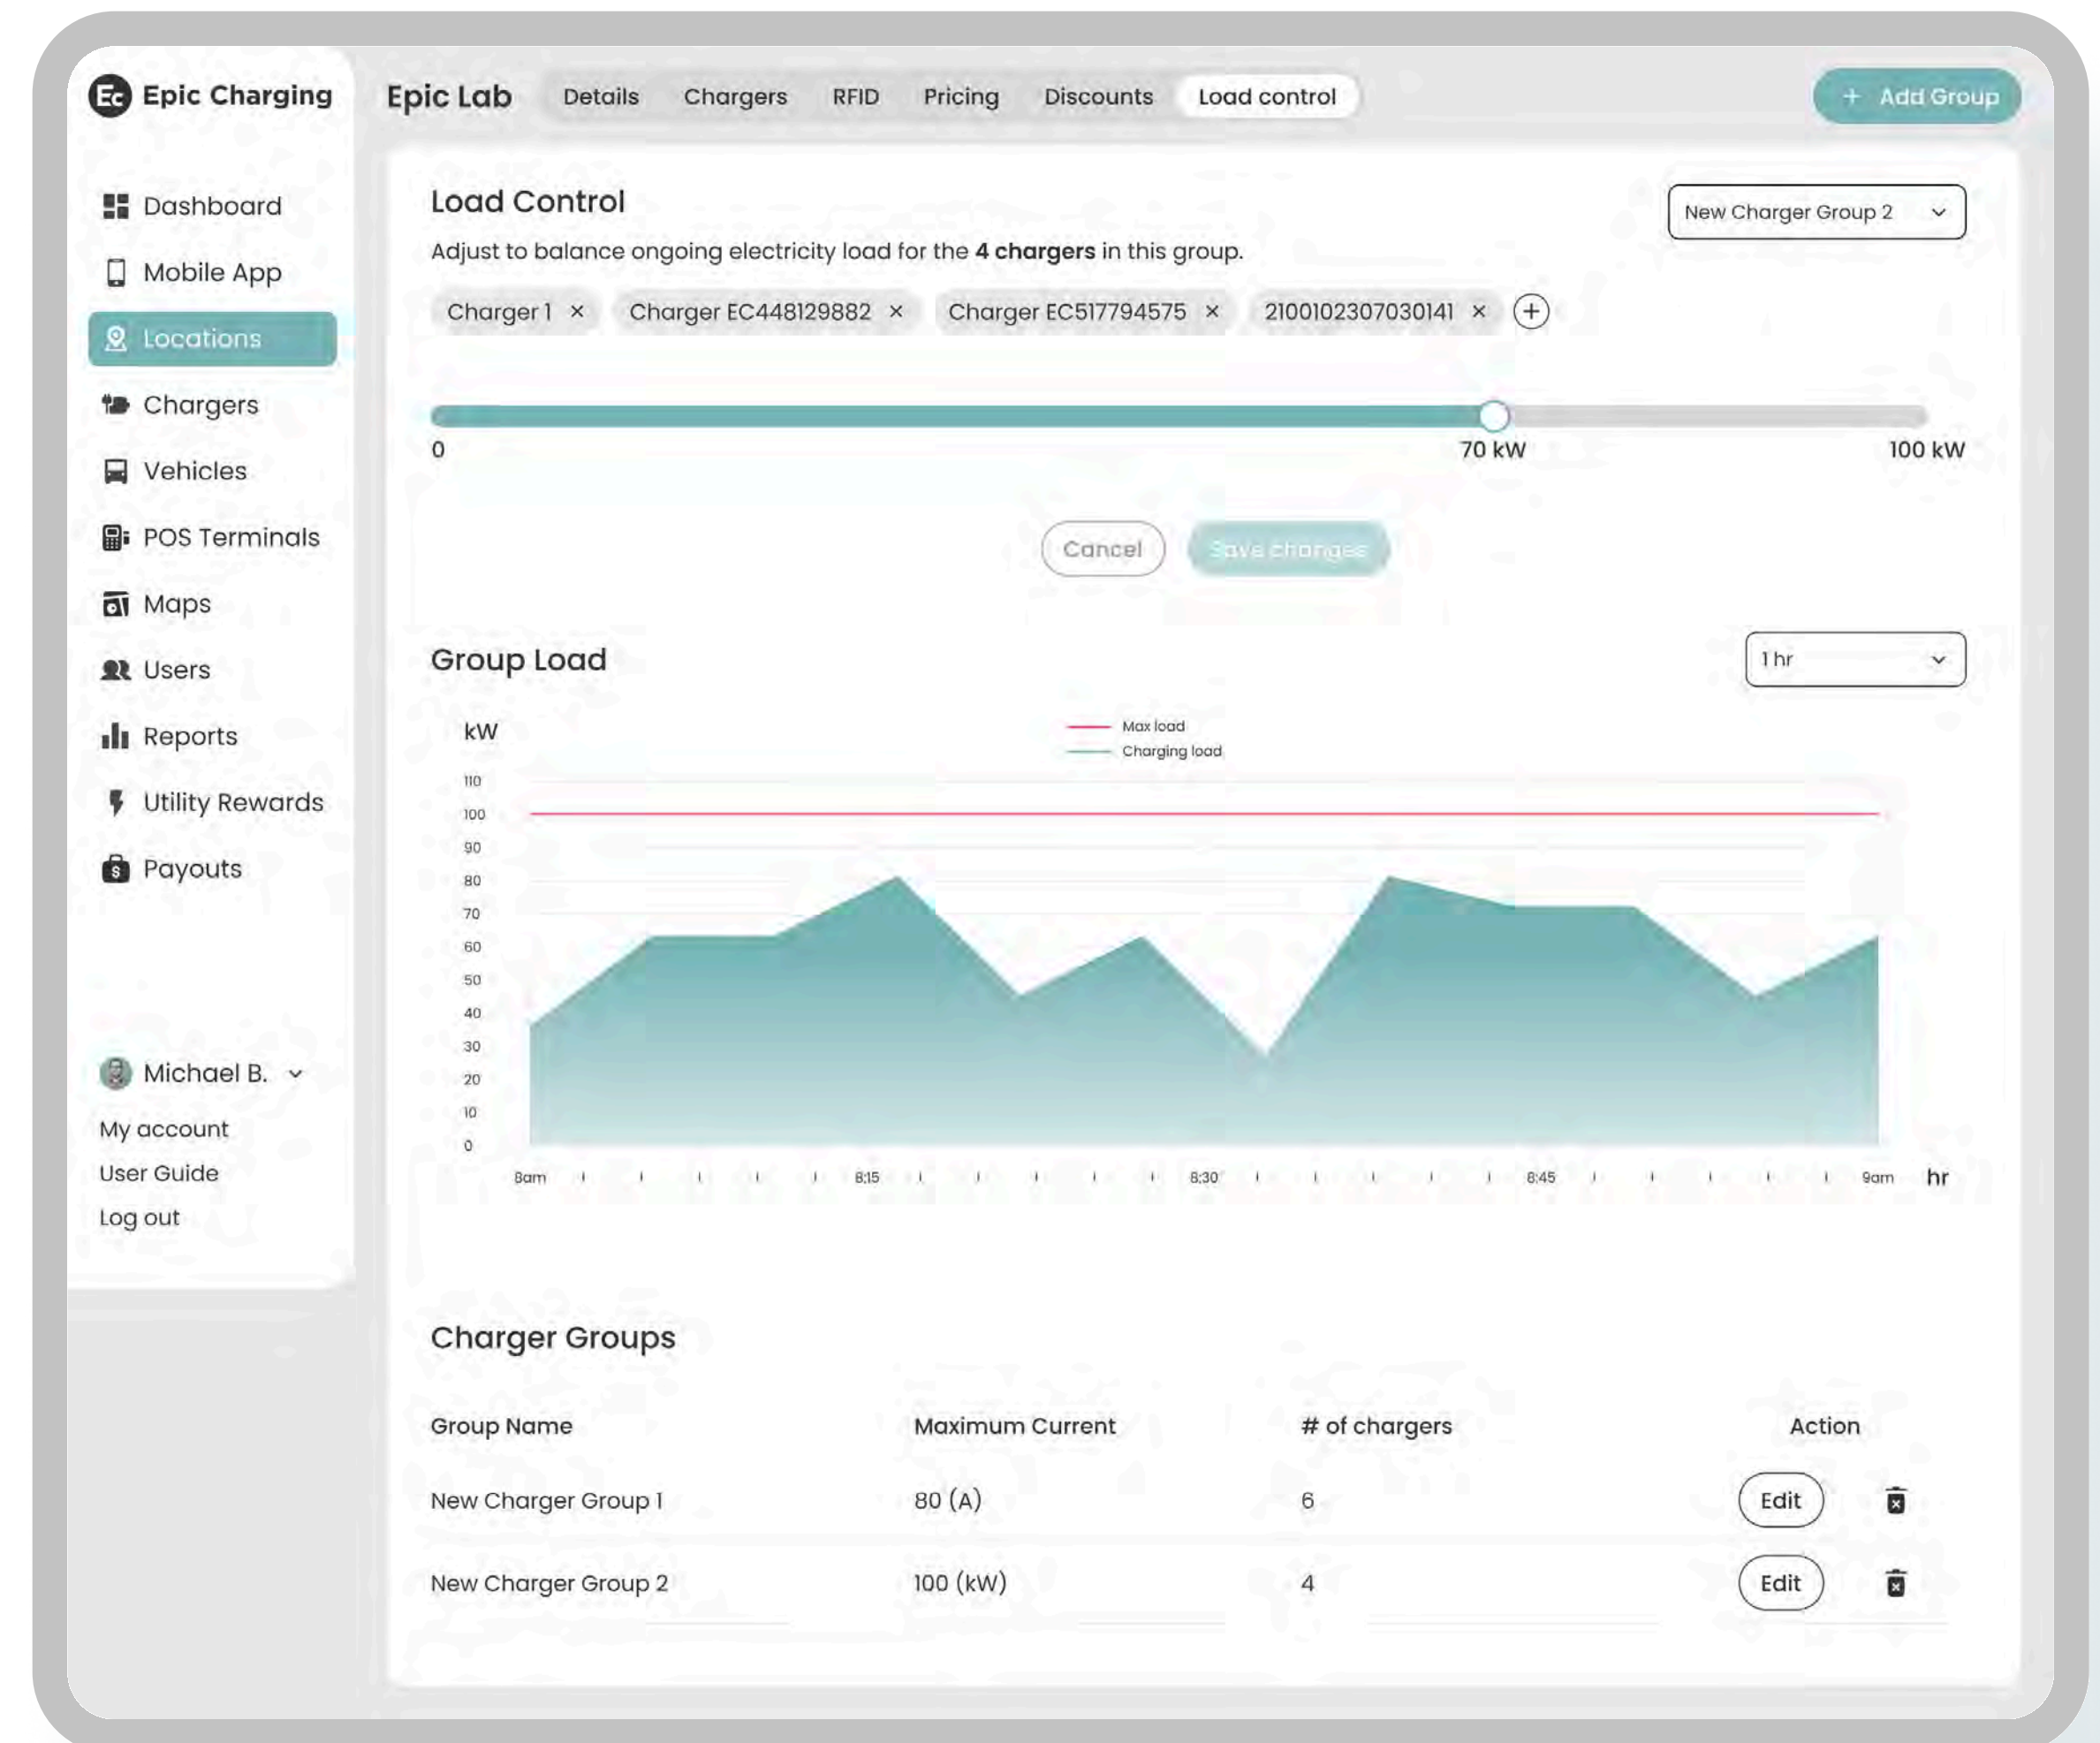 Ec Epic Charging
Dashboard
Mobile App
Locations
Chargers
Vehicles
POS Terminals
Maps
Users
Reports
Utility Rewards
Payouts
Michael B.
My account
User Guide
Log out
Epic Lab Details Chargers RFID Pricing Discounts Load control + Add Group
Load Control
New Charger Group 2
Adjust to balance ongoing electricity load for the 4 chargers in this group.
Charger 1 × Charger EC448129882 × Charger EC517794575 × 2100102307030141 × +
0 70 kW 100 kW
Cancel Save changes
Group Load
1 hr
kW
Max load
Charging load
110
100
90
80
70
60
50
40
30
20
10
0
8am 8:15 8:30 8:45 9am hr
Charger Groups
Group Name Maximum Current # of chargers Action
New Charger Group 1 80 (A) 6 Edit
New Charger Group 2 100 (kW) 4 Edit